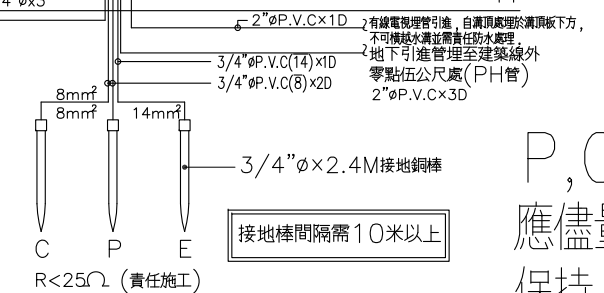 2"øP.V.C×1D
有線電視埋管引進，自溝頂處埋於溝頂板下方，
不可橫越水溝並需責任防水處理，
地下引進管埋至建築線外
零點伍公尺處(PH管)
2"øP.V.C×3D
3/4"øP.V.C(14)×1D
3/4"øP.V.C(8)×2D
8mm²
8mm²
14mm²
3/4"ø×2.4M接地銅棒
接地棒間隔需10米以上
C P E
R<25Ω (責任施工)
P,
應儘
保持